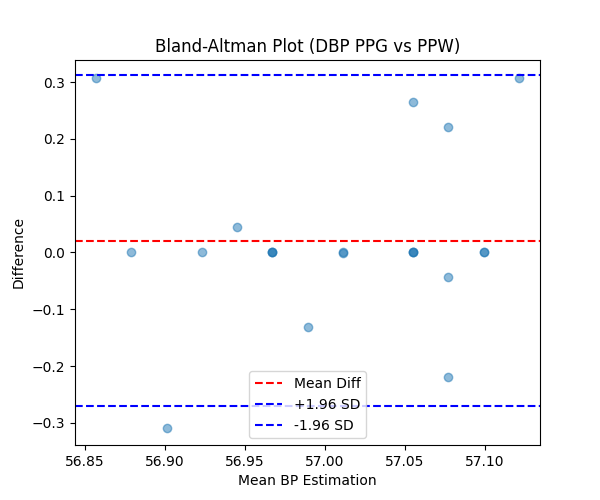 Bland-Altman Plot (DBP PPG vs PPW)
Difference
0.3
0.2
0.1
0.0
−0.1
−0.2
−0.3
Mean Diff
+1.96 SD
-1.96 SD
56.85 56.90 56.95 57.00 57.05 57.10
Mean BP Estimation